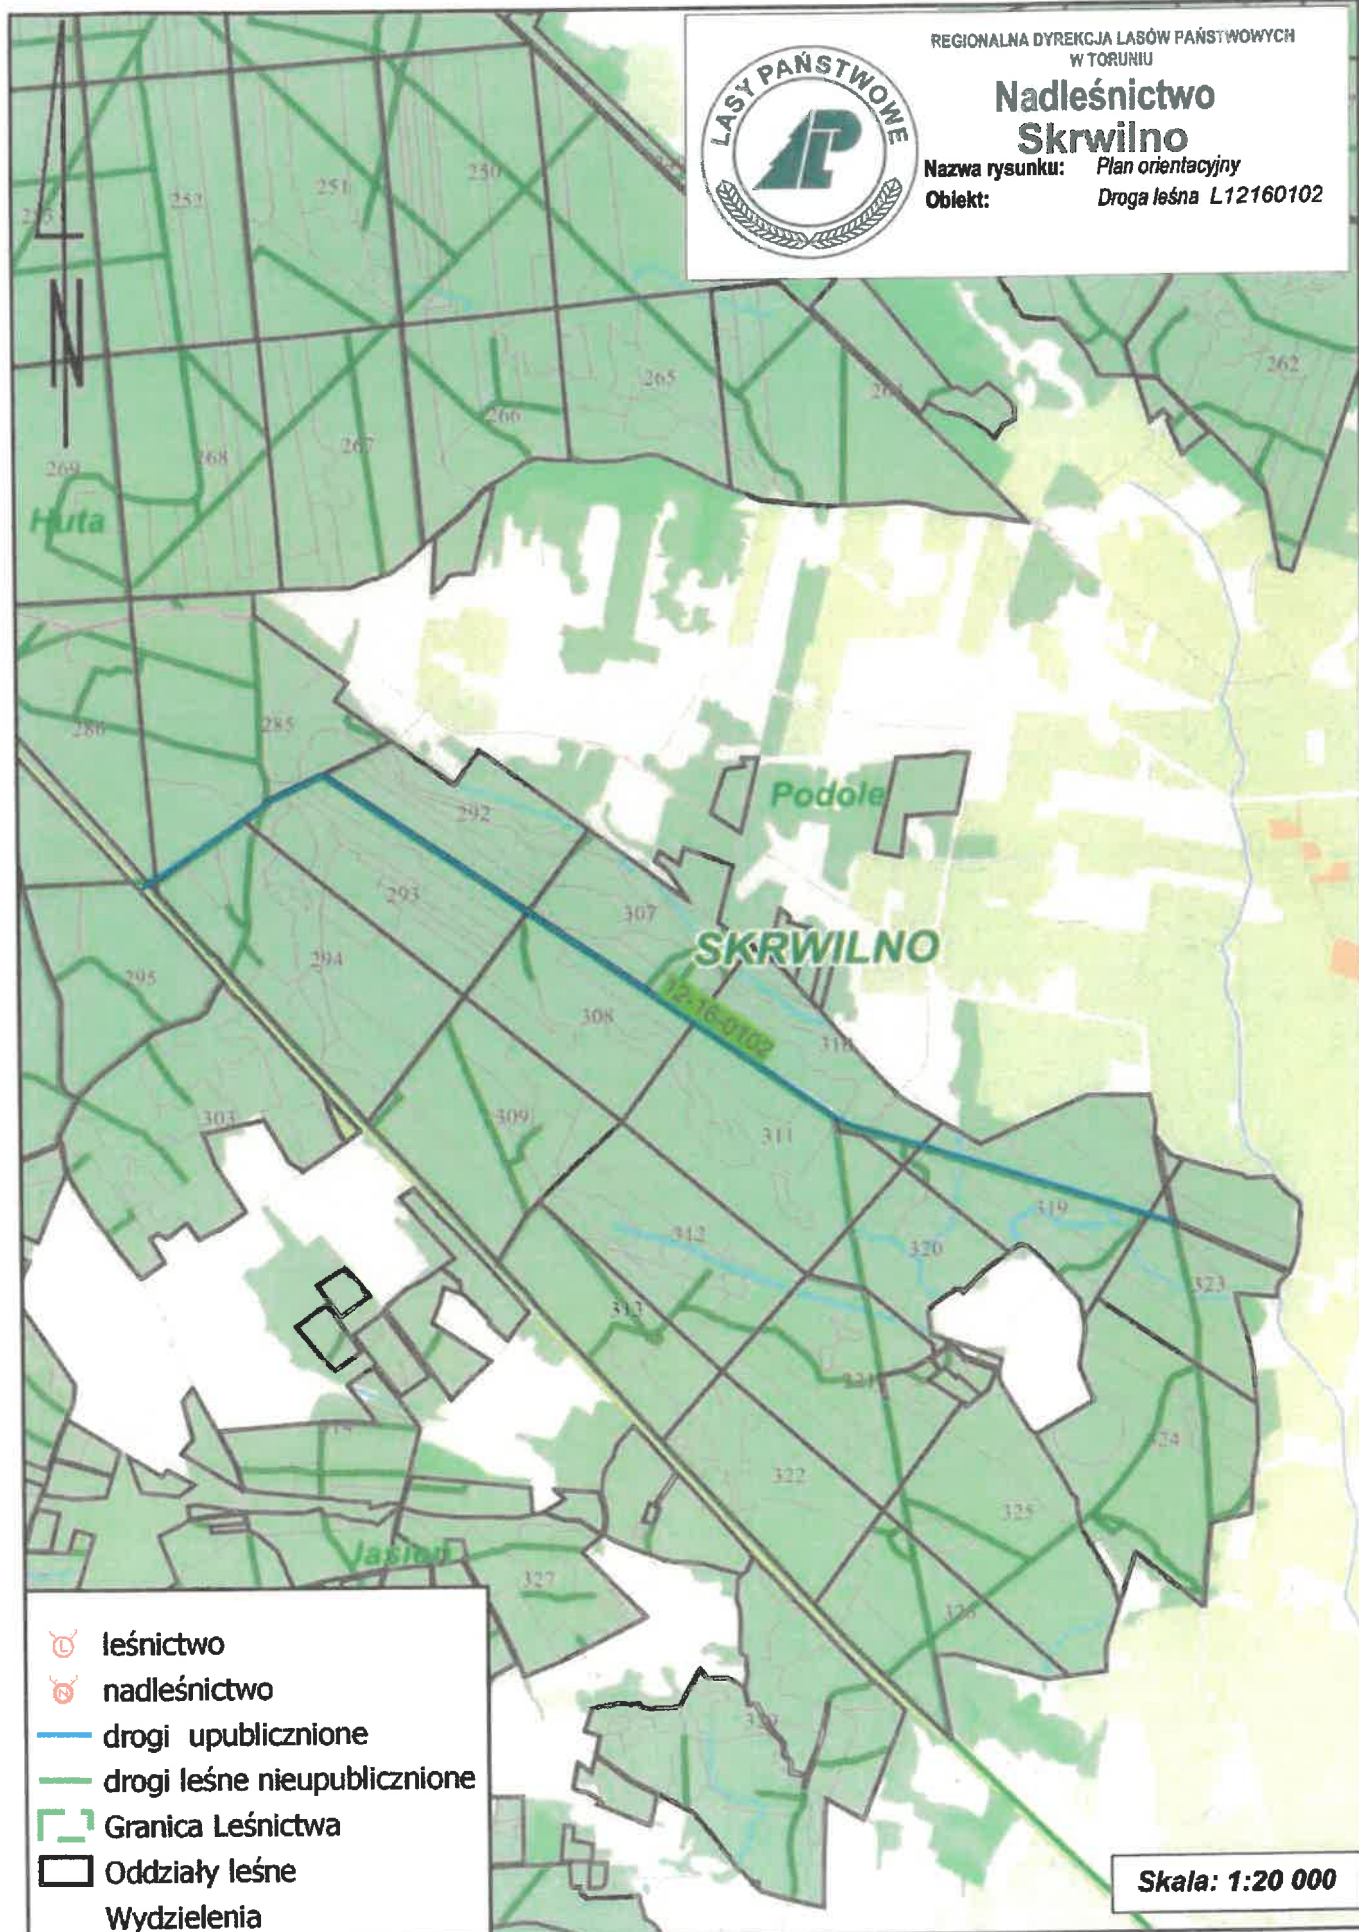 REGIONALNA DYREKCJA LASÓW PAŃSTWOWYCH
W TORUNIU
Nadleśnictwo
Skrwilno
Nazwa rysunku: Plan orientacyjny
Obiekt: Droga leśna L12160102
LASY PAŃSTWOWE
N
252
251
250
262
265
266
267
268
269
Huta
286
285
292
Podole
293
307
SKRWILNO
294
295
12-16-0102
308
318
303
309
311
319
320
312
323
313
324
322
325
Jasion
327
326
leśnictwo
nadleśnictwo
drogi upublicznione
drogi leśne nieupublicznione
Granica Leśnictwa
Oddziały leśne
Wydzielenia
Skala: 1:20 000